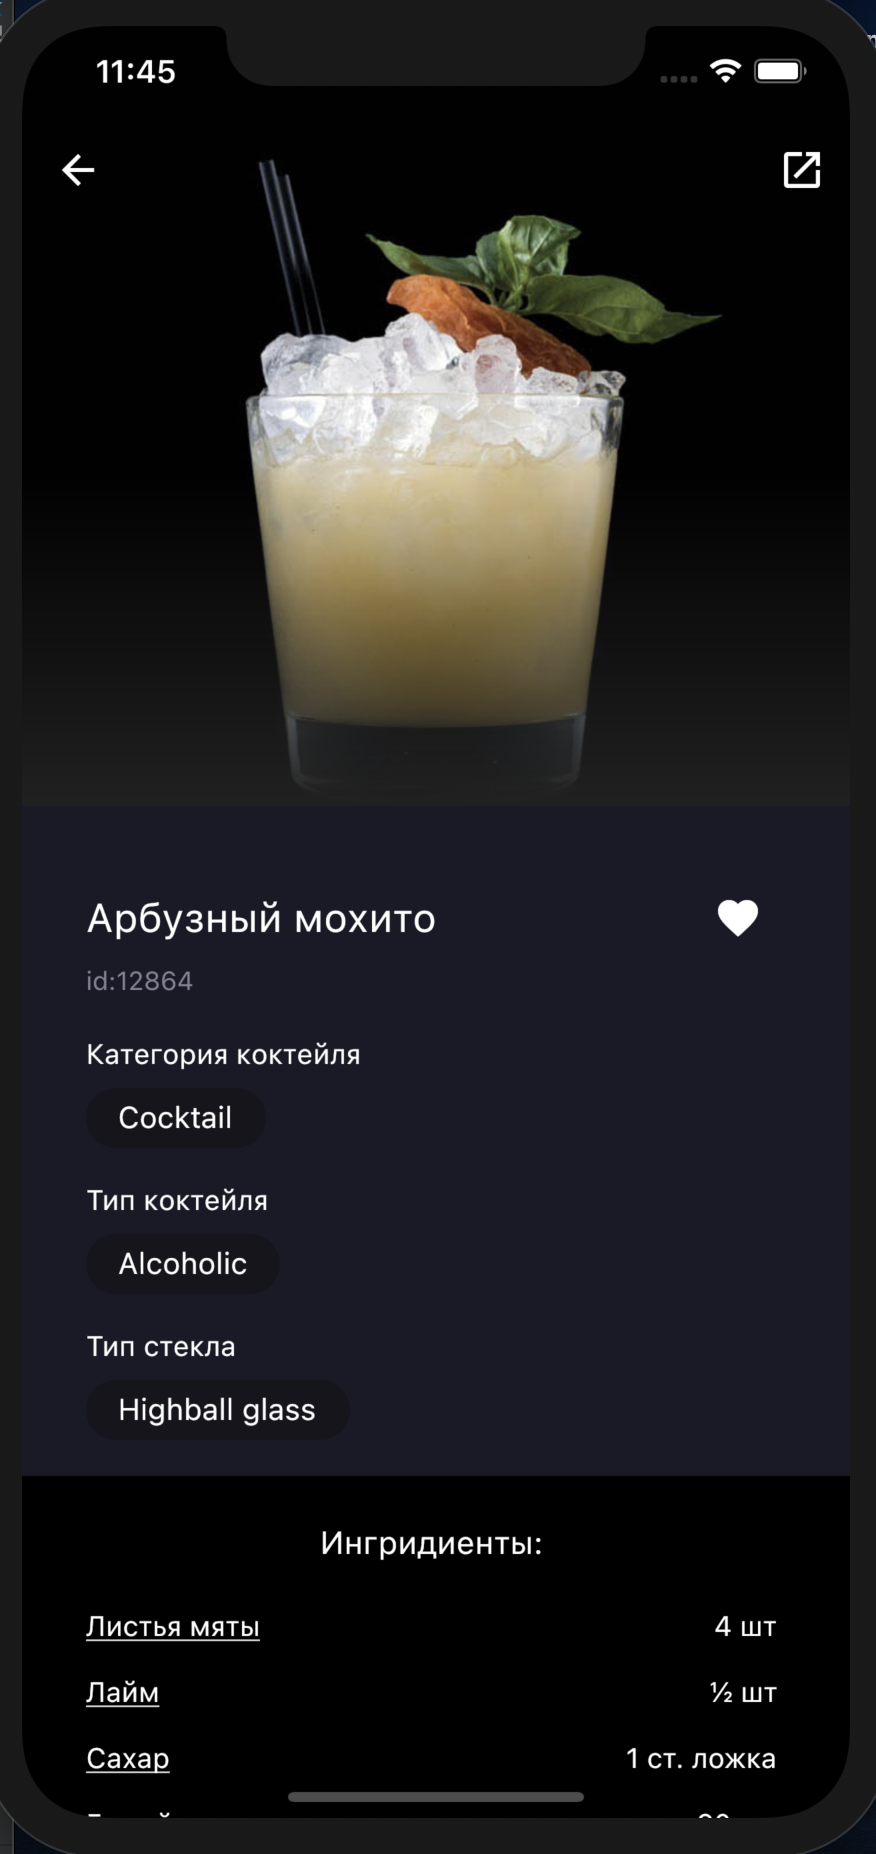 11:45
Арбузный мохито
id:12864
Категория коктейля
Cocktail
Тип коктейля
Alcoholic
Тип стекла
Highball glass
Ингридиенты:
Листья мяты 4 шт
Лайм ½ шт
Сахар 1 ст. ложка